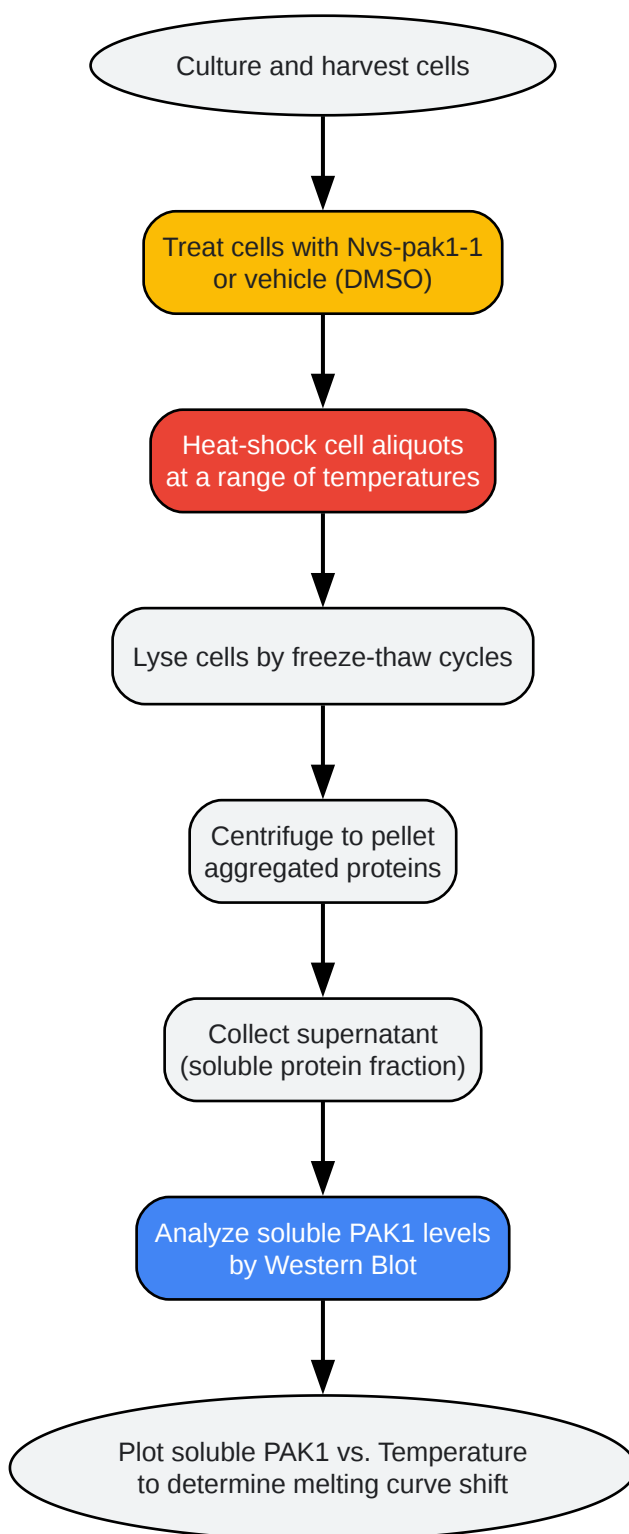 Culture and harvest cells
Treat cells with Nvs-pak1-1
or vehicle (DMSO)
Heat-shock cell aliquots
at a range of temperatures
Lyse cells by freeze-thaw cycles
Centrifuge to pellet
aggregated proteins
Collect supernatant
(soluble protein fraction)
Analyze soluble PAK1 levels
by Western Blot
Plot soluble PAK1 vs. Temperature
to determine melting curve shift